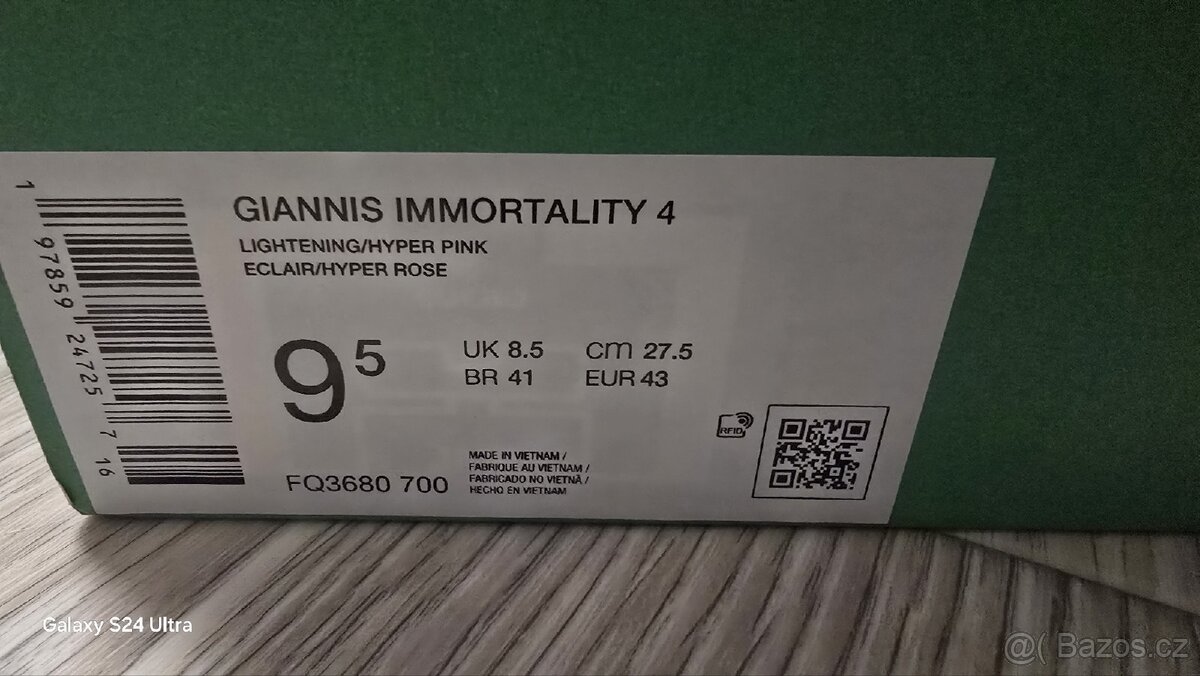 GIANNIS IMMORTALITY 4
LIGHTENING/HYPER PINK
ECLAIR/HYPER ROSE
9 5
UK 8.5 cm 27.5
BR 41 EUR 43
RFID
FQ3680 700
MADE IN VIETNAM /
FABRIQUE AU VIETNAM /
FABRICADO NO VIETNÃ /
HECHO EN VIETNAM
1 97859 24725 7 16
Galaxy S24 Ultra
@( Bazos.cz